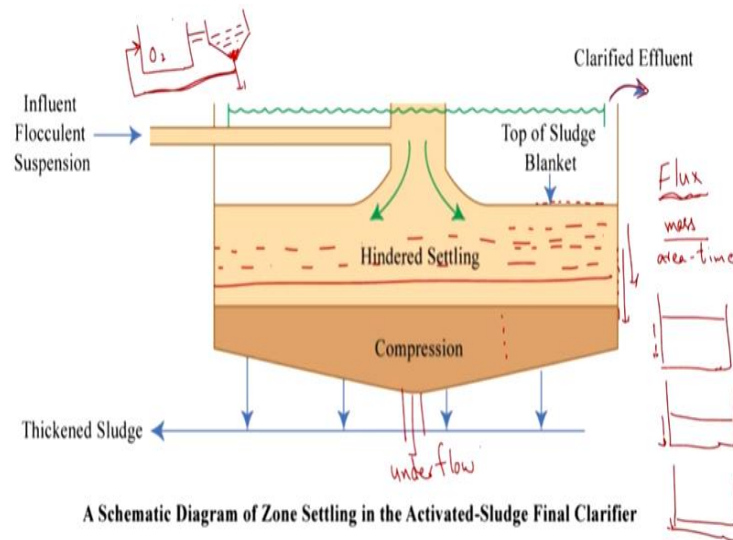 O₂
Clarified Effluent
Influent
Flocculent
Suspension
Top of Sludge
Blanket
Flux
mass
area-time
Hindered Settling
Compression
Thickened Sludge
underflow
A Schematic Diagram of Zone Settling in the Activated-Sludge Final Clarifier